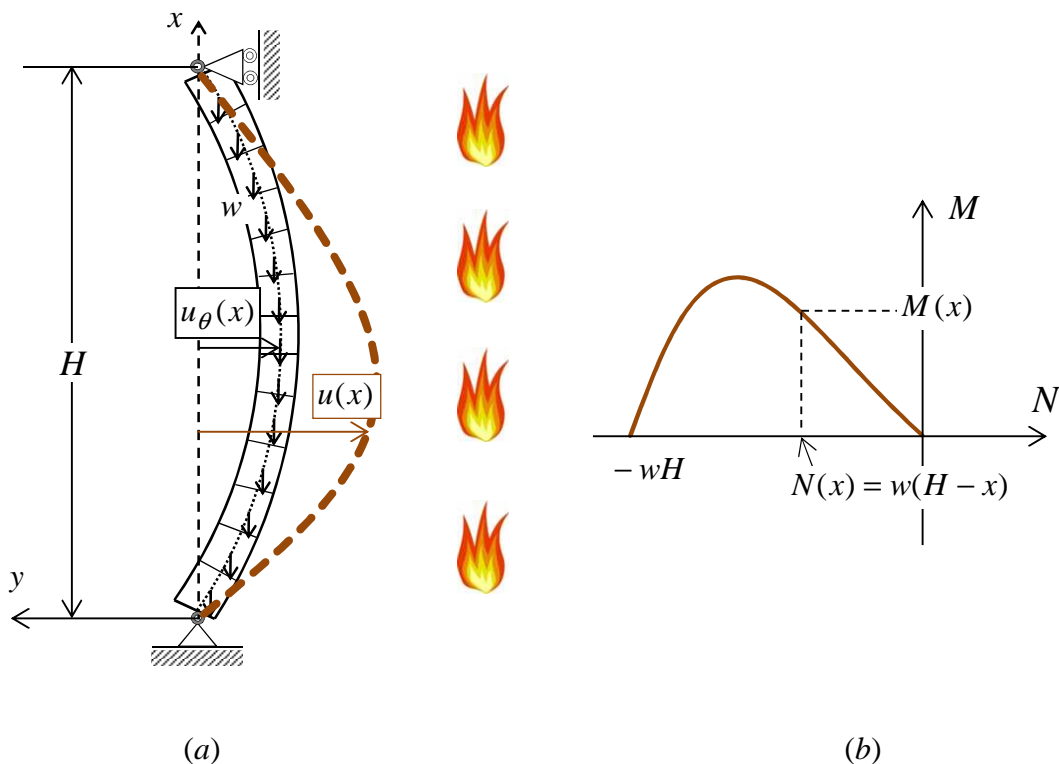 x
w
u_θ(x)
H
u(x)
y
(a)
M
M(x)
N
−wH
N(x) = w(H − x)
(b)